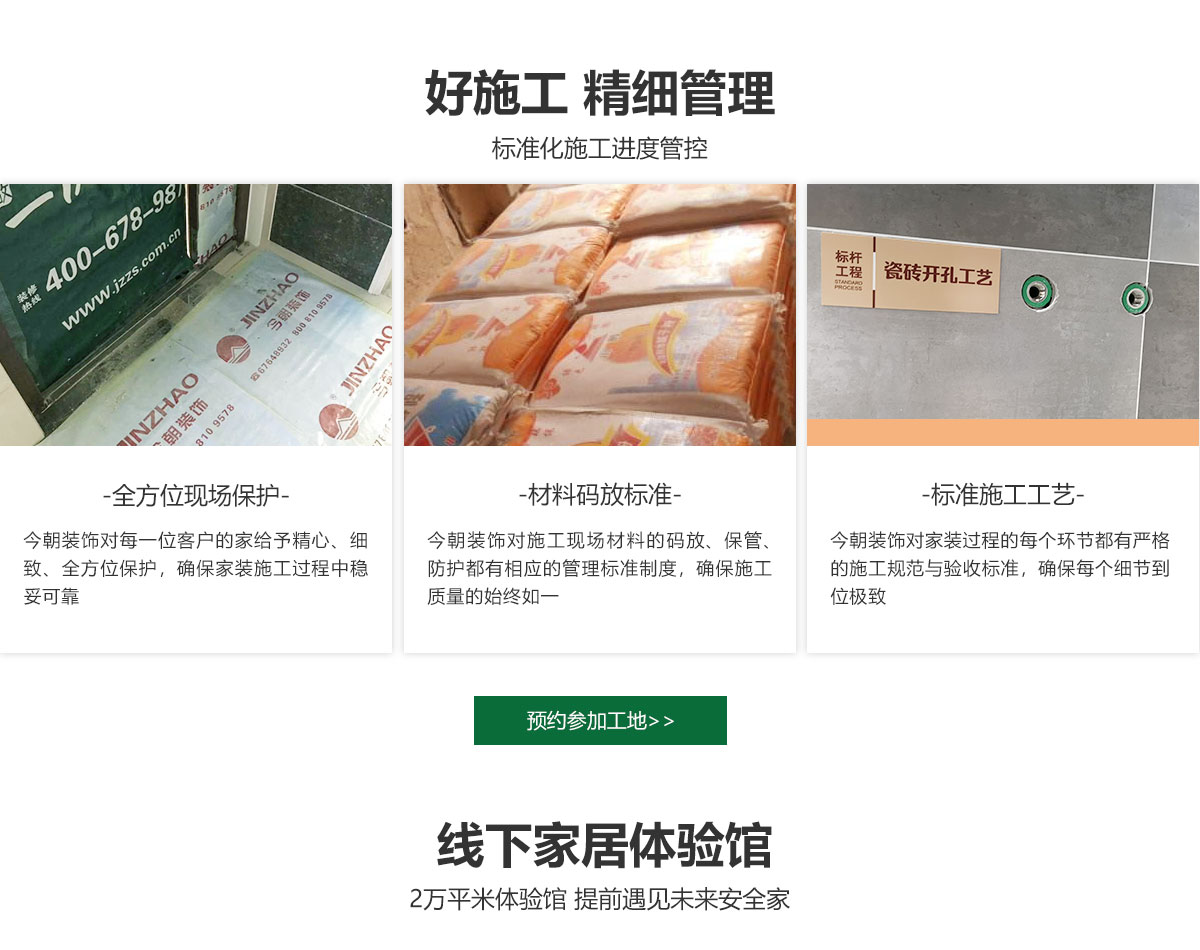 好施工 精细管理
标准化施工进度管控
400-678-98
装修
热线
www.jzzs.com.cn
JINZHAO
今朝装饰
67648932 800 810 9578
JINZHAO
JINZHAO
朝装饰
810 9578
标杆
工程
STANDARD
PROCESS
瓷砖开孔工艺
-全方位现场保护-
今朝装饰对每一位客户的家给予精心、细
致、全方位保护，确保家装施工过程中稳
妥可靠
-材料码放标准-
今朝装饰对施工现场材料的码放、保管、
防护都有相应的管理标准制度，确保施工
质量的始终如一
-标准施工工艺-
今朝装饰对家装过程的每个环节都有严格
的施工规范与验收标准，确保每个细节到
位极致
预约参加工地>>
线下家居体验馆
2万平米体验馆 提前遇见未来安全家